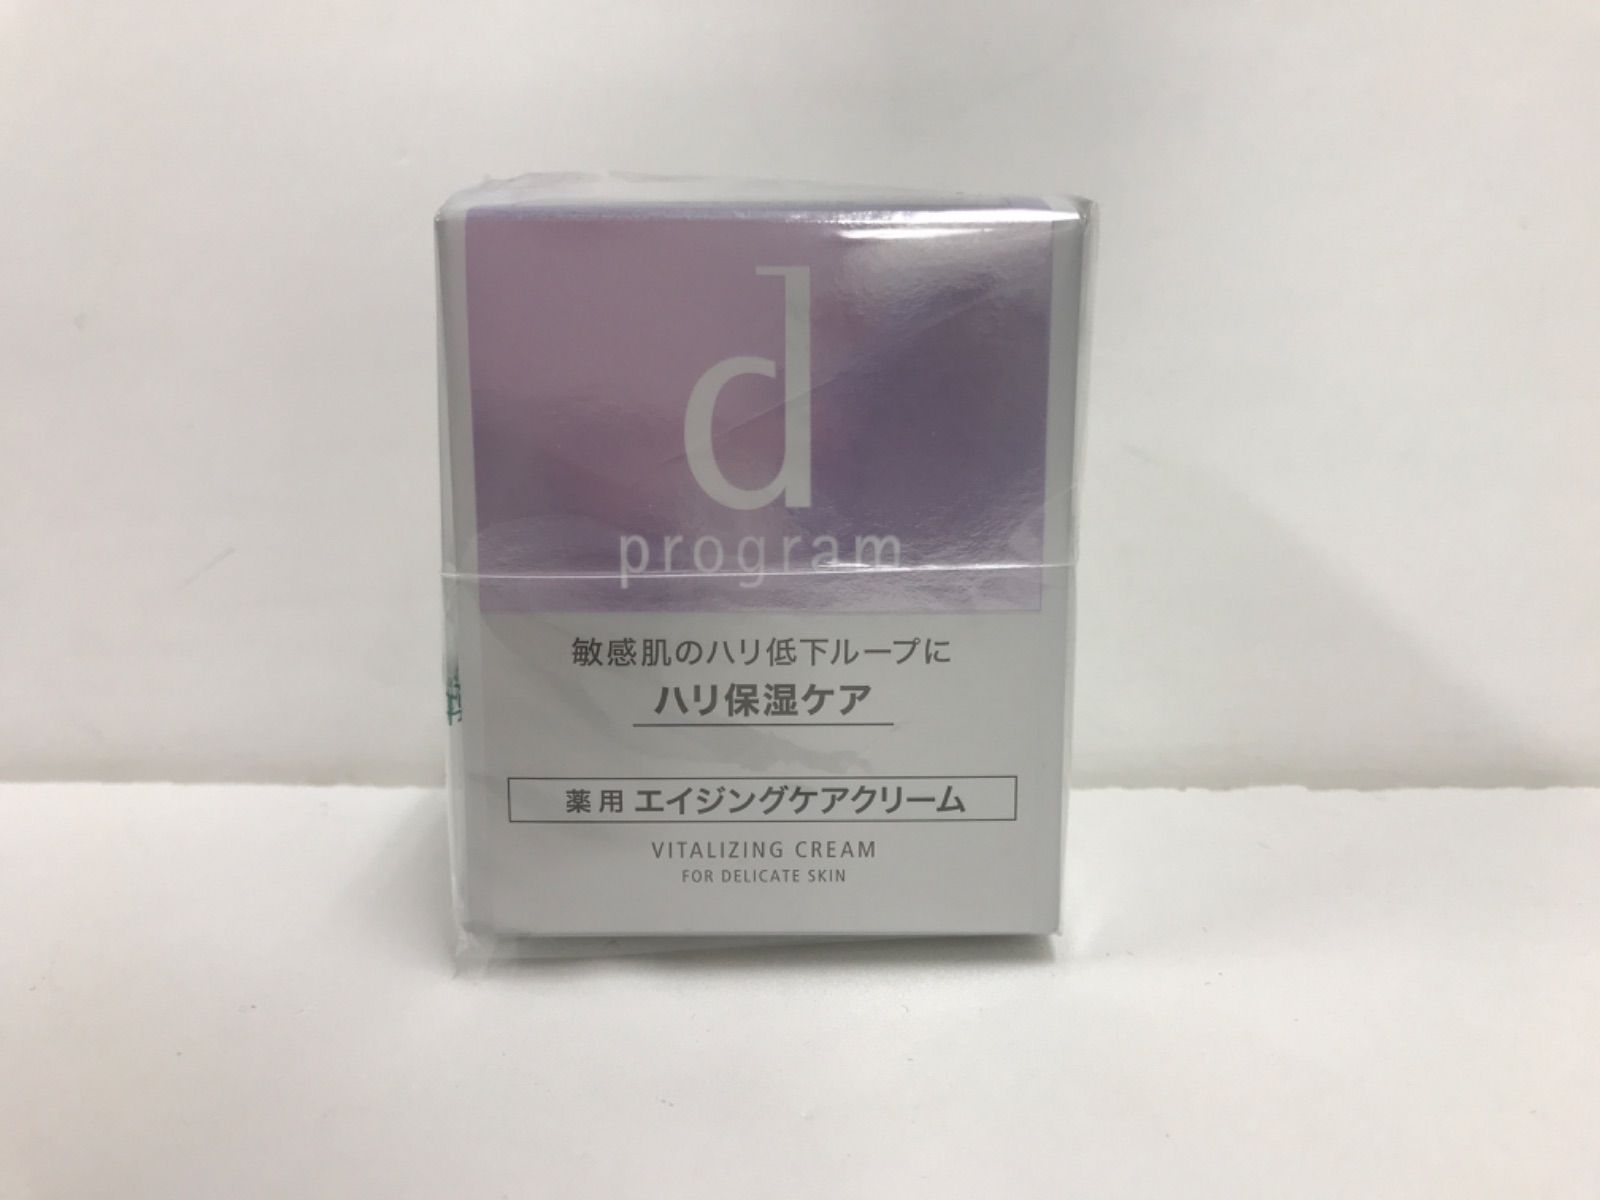 d
program
敏感肌のハリ低下ループに
ハリ保湿ケア
薬用 エイジングケアクリーム
VITALIZING CREAM
FOR DELICATE SKIN